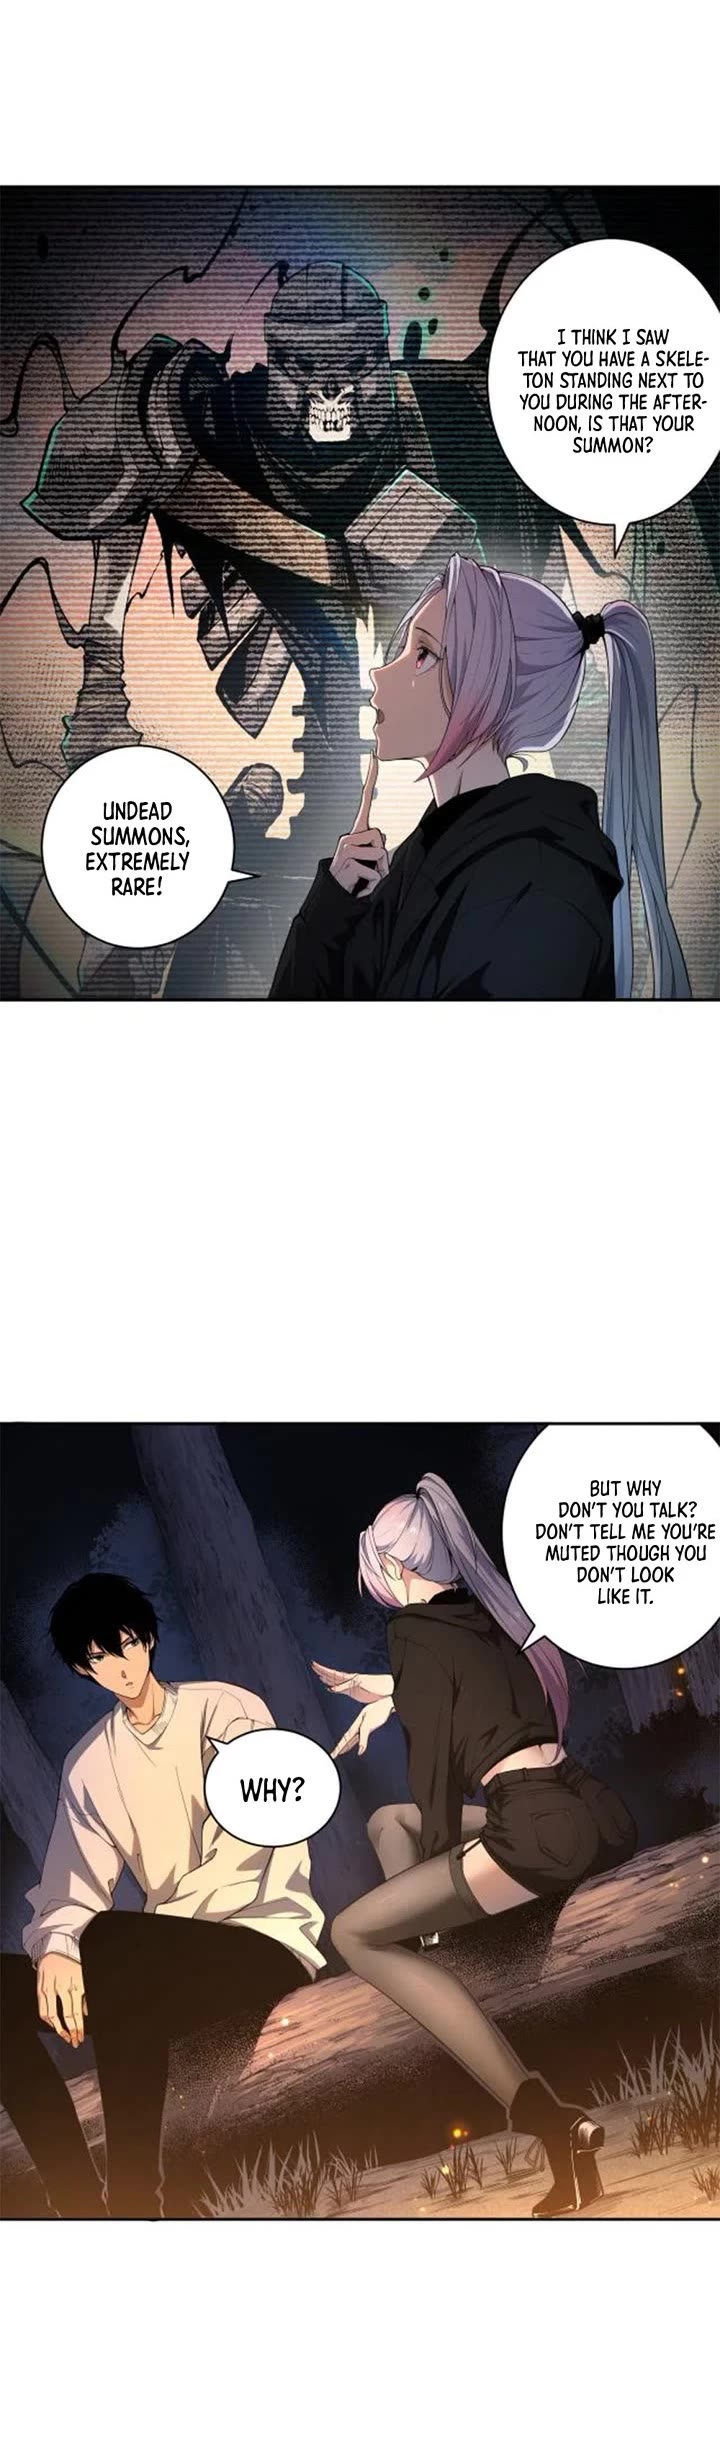 I THINK I SAW
THAT YOU HAVE A SKELE-
TON STANDING NEXT TO
YOU DURING THE AFTER-
NOON, IS THAT YOUR
SUMMON?
UNDEAD
SUMMONS,
EXTREMELY
RARE!
BUT WHY
DON'T YOU TALK?
DON'T TELL ME YOU'RE
MUTED THOUGH YOU
DON'T LOOK
LIKE IT.
WHY?